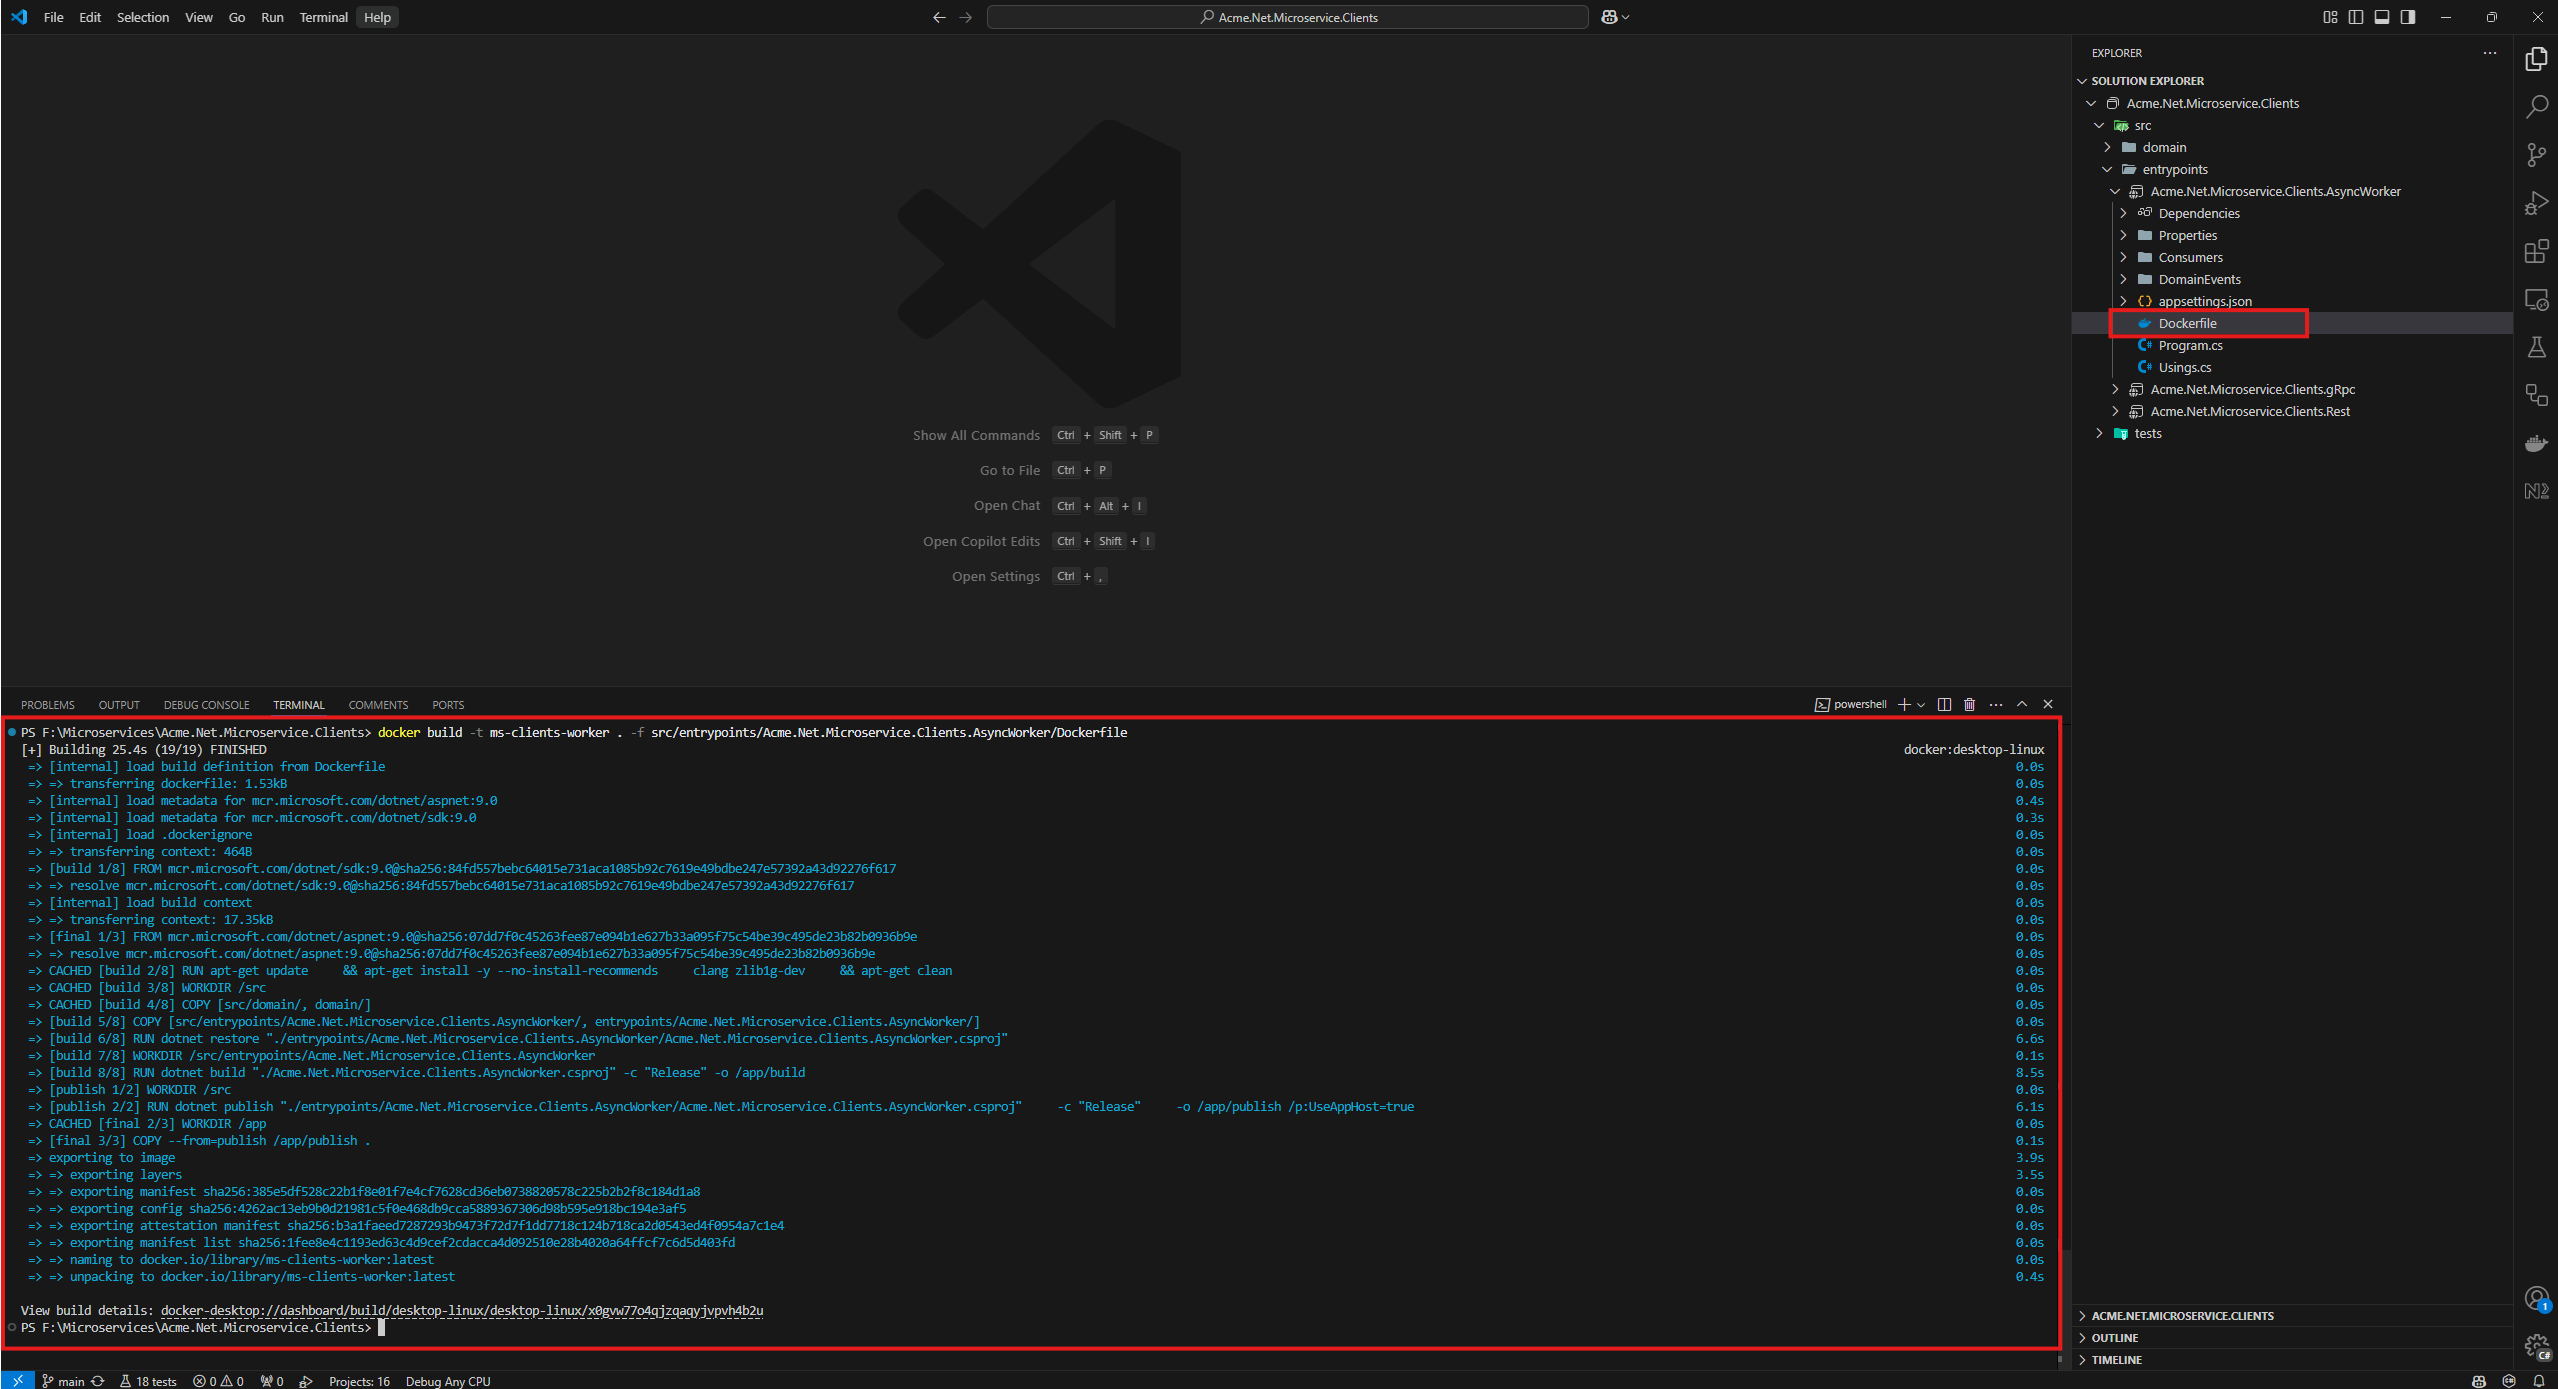 File Edit Selection View Go Run Terminal Help
Acme.Net.Microservice.Clients
Show All Commands Ctrl + Shift + P
Go to File Ctrl + P
Open Chat Ctrl + Alt + I
Open Copilot Edits Ctrl + Shift + I
Open Settings Ctrl + ,
EXPLORER
SOLUTION EXPLORER
Acme.Net.Microservice.Clients
src
domain
entrypoints
Acme.Net.Microservice.Clients.AsyncWorker
Dependencies
Properties
Consumers
DomainEvents
appsettings.json
Dockerfile
Program.cs
Usings.cs
Acme.Net.Microservice.Clients.gRpc
Acme.Net.Microservice.Clients.Rest
tests
PROBLEMS OUTPUT DEBUG CONSOLE TERMINAL COMMENTS PORTS powershell
PS F:\Microservices\Acme.Net.Microservice.Clients> docker build -t ms-clients-worker . -f src/entrypoints/Acme.Net.Microservice.Clients.AsyncWorker/Dockerfile
[+] Building 25.4s (19/19) FINISHED docker:desktop-linux
=> [internal] load build definition from Dockerfile 0.0s
=> => transferring dockerfile: 1.53kB 0.0s
=> [internal] load metadata for mcr.microsoft.com/dotnet/aspnet:9.0 0.4s
=> [internal] load metadata for mcr.microsoft.com/dotnet/sdk:9.0 0.3s
=> [internal] load .dockerignore 0.0s
=> => transferring context: 464B 0.0s
=> [build 1/8] FROM mcr.microsoft.com/dotnet/sdk:9.0@sha256:84fd557bebc64015e731aca1085b92c7619e49bdbe247e57392a43d92276f617 0.0s
=> => resolve mcr.microsoft.com/dotnet/sdk:9.0@sha256:84fd557bebc64015e731aca1085b92c7619e49bdbe247e57392a43d92276f617 0.0s
=> [internal] load build context 0.0s
=> => transferring context: 17.35kB 0.0s
=> [final 1/3] FROM mcr.microsoft.com/dotnet/aspnet:9.0@sha256:07dd7f0c45263fee87e094b1e627b33a095f75c54be39c495de23b82b0936b9e 0.0s
=> => resolve mcr.microsoft.com/dotnet/aspnet:9.0@sha256:07dd7f0c45263fee87e094b1e627b33a095f75c54be39c495de23b82b0936b9e 0.0s
=> CACHED [build 2/8] RUN apt-get update && apt-get install -y --no-install-recommends clang zlib1g-dev && apt-get clean 0.0s
=> CACHED [build 3/8] WORKDIR /src 0.0s
=> CACHED [build 4/8] COPY [src/domain/, domain/] 0.0s
=> [build 5/8] COPY [src/entrypoints/Acme.Net.Microservice.Clients.AsyncWorker/, entrypoints/Acme.Net.Microservice.Clients.AsyncWorker/] 0.0s
=> [build 6/8] RUN dotnet restore "./entrypoints/Acme.Net.Microservice.Clients.AsyncWorker/Acme.Net.Microservice.Clients.AsyncWorker.csproj" 6.6s
=> [build 7/8] WORKDIR /src/entrypoints/Acme.Net.Microservice.Clients.AsyncWorker 0.1s
=> [build 8/8] RUN dotnet build "./Acme.Net.Microservice.Clients.AsyncWorker.csproj" -c "Release" -o /app/build 8.5s
=> [publish 1/2] WORKDIR /src 0.0s
=> [publish 2/2] RUN dotnet publish "./entrypoints/Acme.Net.Microservice.Clients.AsyncWorker/Acme.Net.Microservice.Clients.AsyncWorker.csproj" -c "Release" -o /app/publish /p:UseAppHost=true 6.1s
=> CACHED [final 2/3] WORKDIR /app 0.0s
=> [final 3/3] COPY --from=publish /app/publish . 0.1s
=> exporting to image 3.9s
=> => exporting layers 3.5s
=> => exporting manifest sha256:385e5df528c22b1f8e01f7e4cf7628cd36eb0738820578c225b2b2f8c184d1a8 0.0s
=> => exporting config sha256:4262ac13eb9b0d21981c5f0e468db9cca5889367306d98b595e918bc194e3af5 0.0s
=> => exporting attestation manifest sha256:b3a1faeed7287293b9473f72d7f1dd7718c124b718ca2d0543ed4f0954a7c1e4 0.0s
=> => exporting manifest list sha256:1fee8e4c1193ed63c4d9cef2cdacca4d092510e28b4020a64ffcf7c6d5d403fd 0.0s
=> => naming to docker.io/library/ms-clients-worker:latest 0.0s
=> => unpacking to docker.io/library/ms-clients-worker:latest 0.4s
View build details: docker-desktop://dashboard/build/desktop-linux/desktop-linux/x0gvw77o4qjzqaqyjvpvh4b2u
PS F:\Microservices\Acme.Net.Microservice.Clients>
ACME.NET.MICROSERVICE.CLIENTS
OUTLINE
TIMELINE
1
C#
main 18 tests 0 0 0 Projects: 16 Debug Any CPU